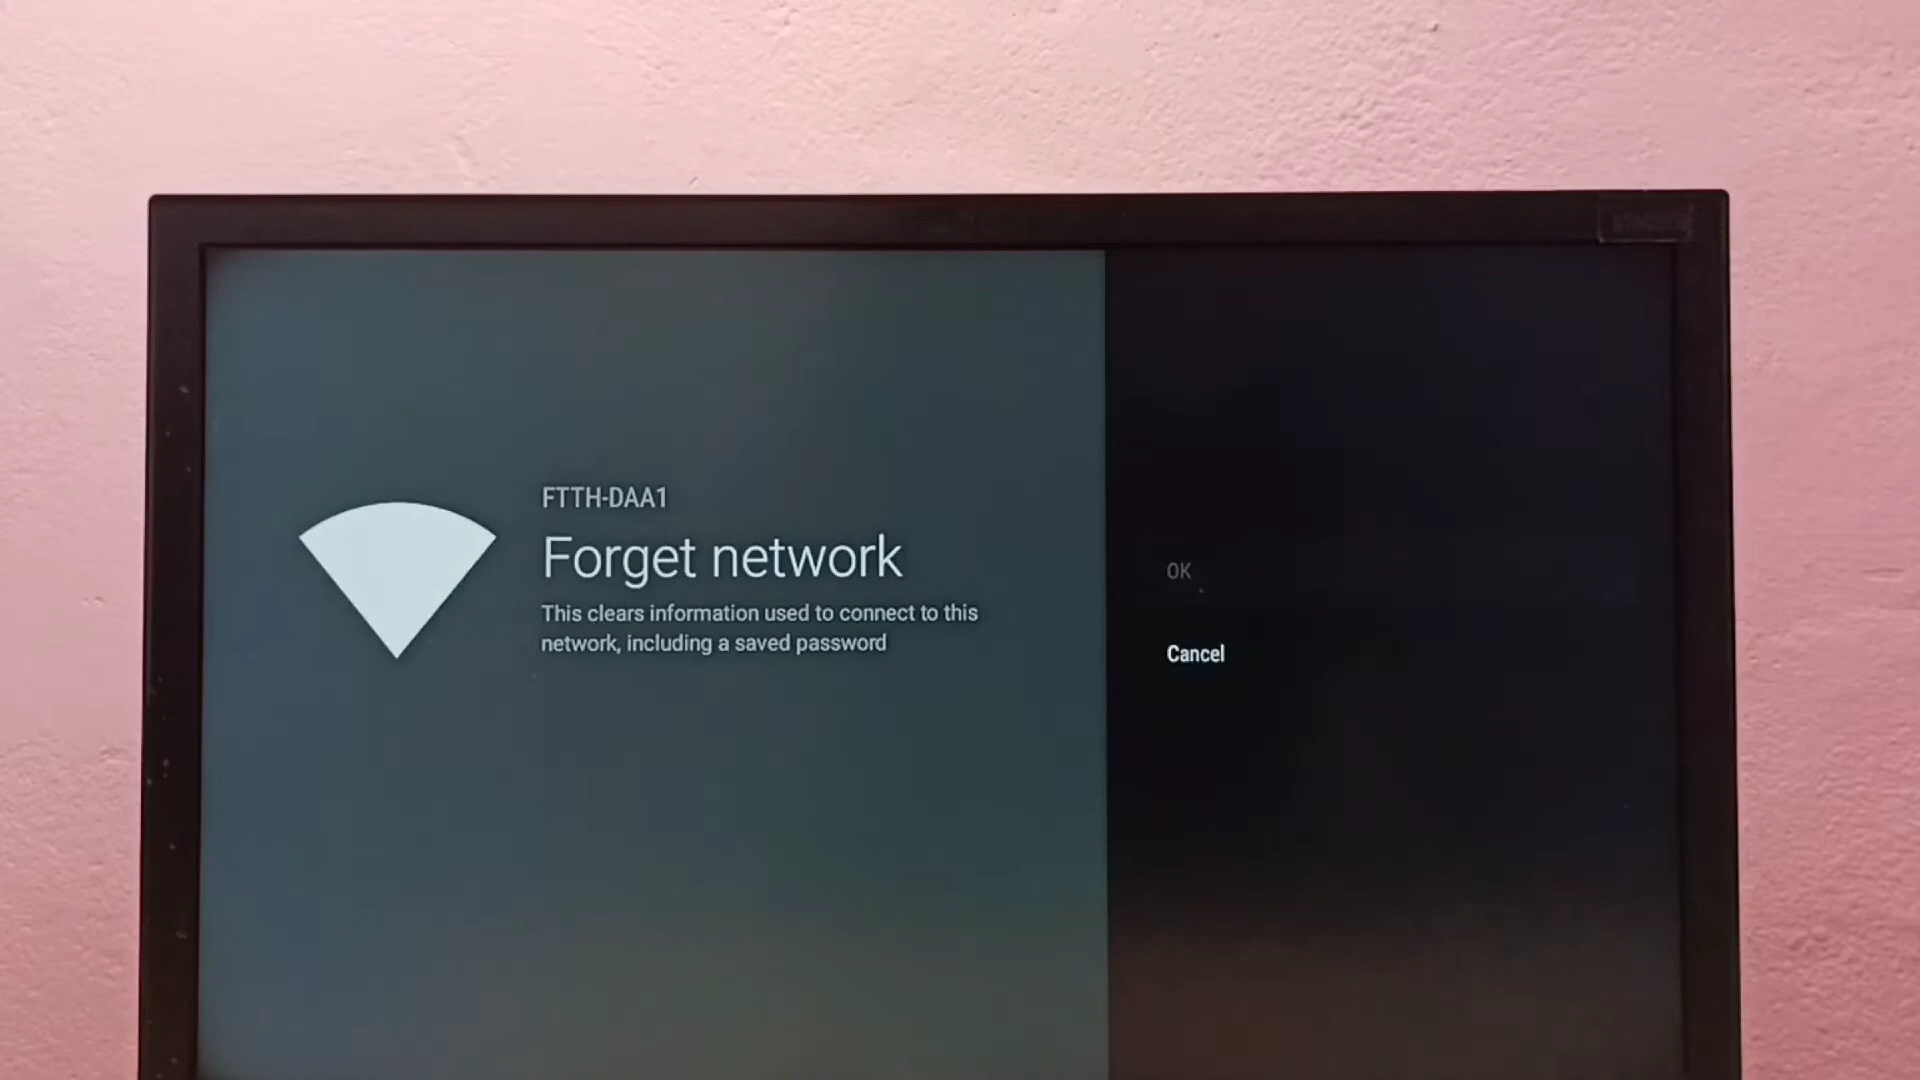 FTTH-DAA1
Forget network
This clears information used to connect to this
network, including a saved password
OK
Cancel